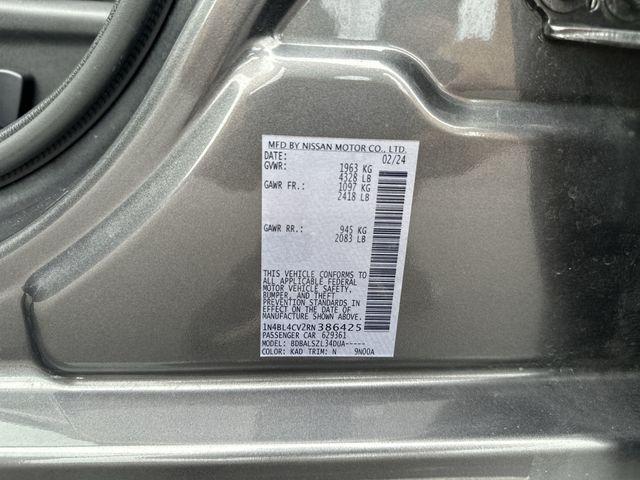 MFD BY NISSAN MOTOR CO., LTD.
DATE: 02/24
GVWR: 1963 KG
4328 LB
GAWR FR.: 1097 KG
2418 LB
GAWR RR.: 945 KG
2083 LB
THIS VEHICLE CONFORMS TO
ALL APPLICABLE FEDERAL
MOTOR VEHICLE SAFETY,
BUMPER, AND THEFT
PREVENTION STANDARDS IN
EFFECT ON THE DATE OF
MANUFACTURE SHOWN ABOVE.
1N4BL4CV2RN386425
PASSENGER CAR 629361
MODEL: BDBALSZL34DUA-----
COLOR: KAD TRIM: N 9N00A